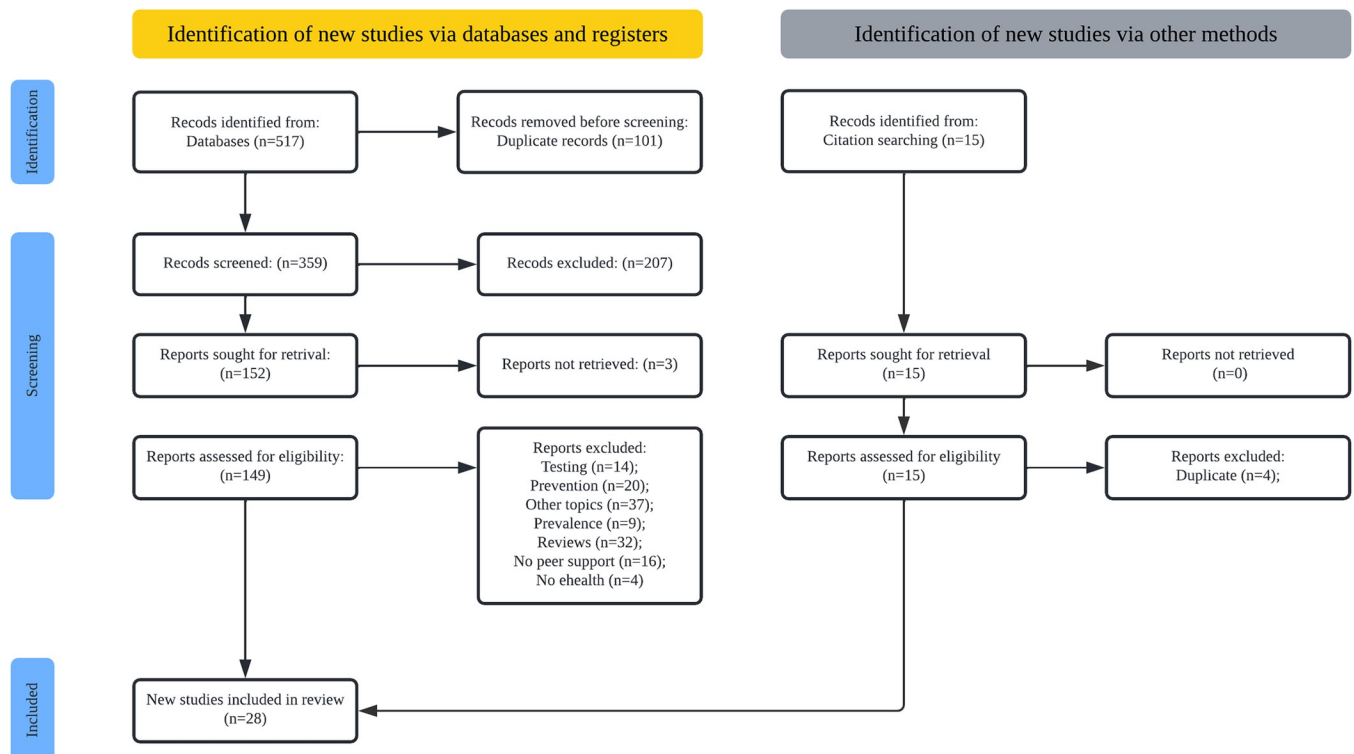 Identification of new studies via databases and registers
Identification of new studies via other methods
Identification
Recods identified from:
Databases (n=517)
Recods removed before screening:
Duplicate records (n=101)
Recods identified from:
Citation searching (n=15)
Screening
Recods screened: (n=359)
Recods excluded: (n=207)
Reports sought for retrival:
(n=152)
Reports not retrieved: (n=3)
Reports sought for retrieval
(n=15)
Reports not retrieved
(n=0)
Reports assessed for eligibility:
(n=149)
Reports excluded:
Testing (n=14);
Prevention (n=20);
Other topics (n=37);
Prevalence (n=9);
Reviews (n=32);
No peer support (n=16);
No ehealth (n=4)
Reports assessed for eligibility
(n=15)
Reports excluded:
Duplicate (n=4);
Included
New studies included in review
(n=28)